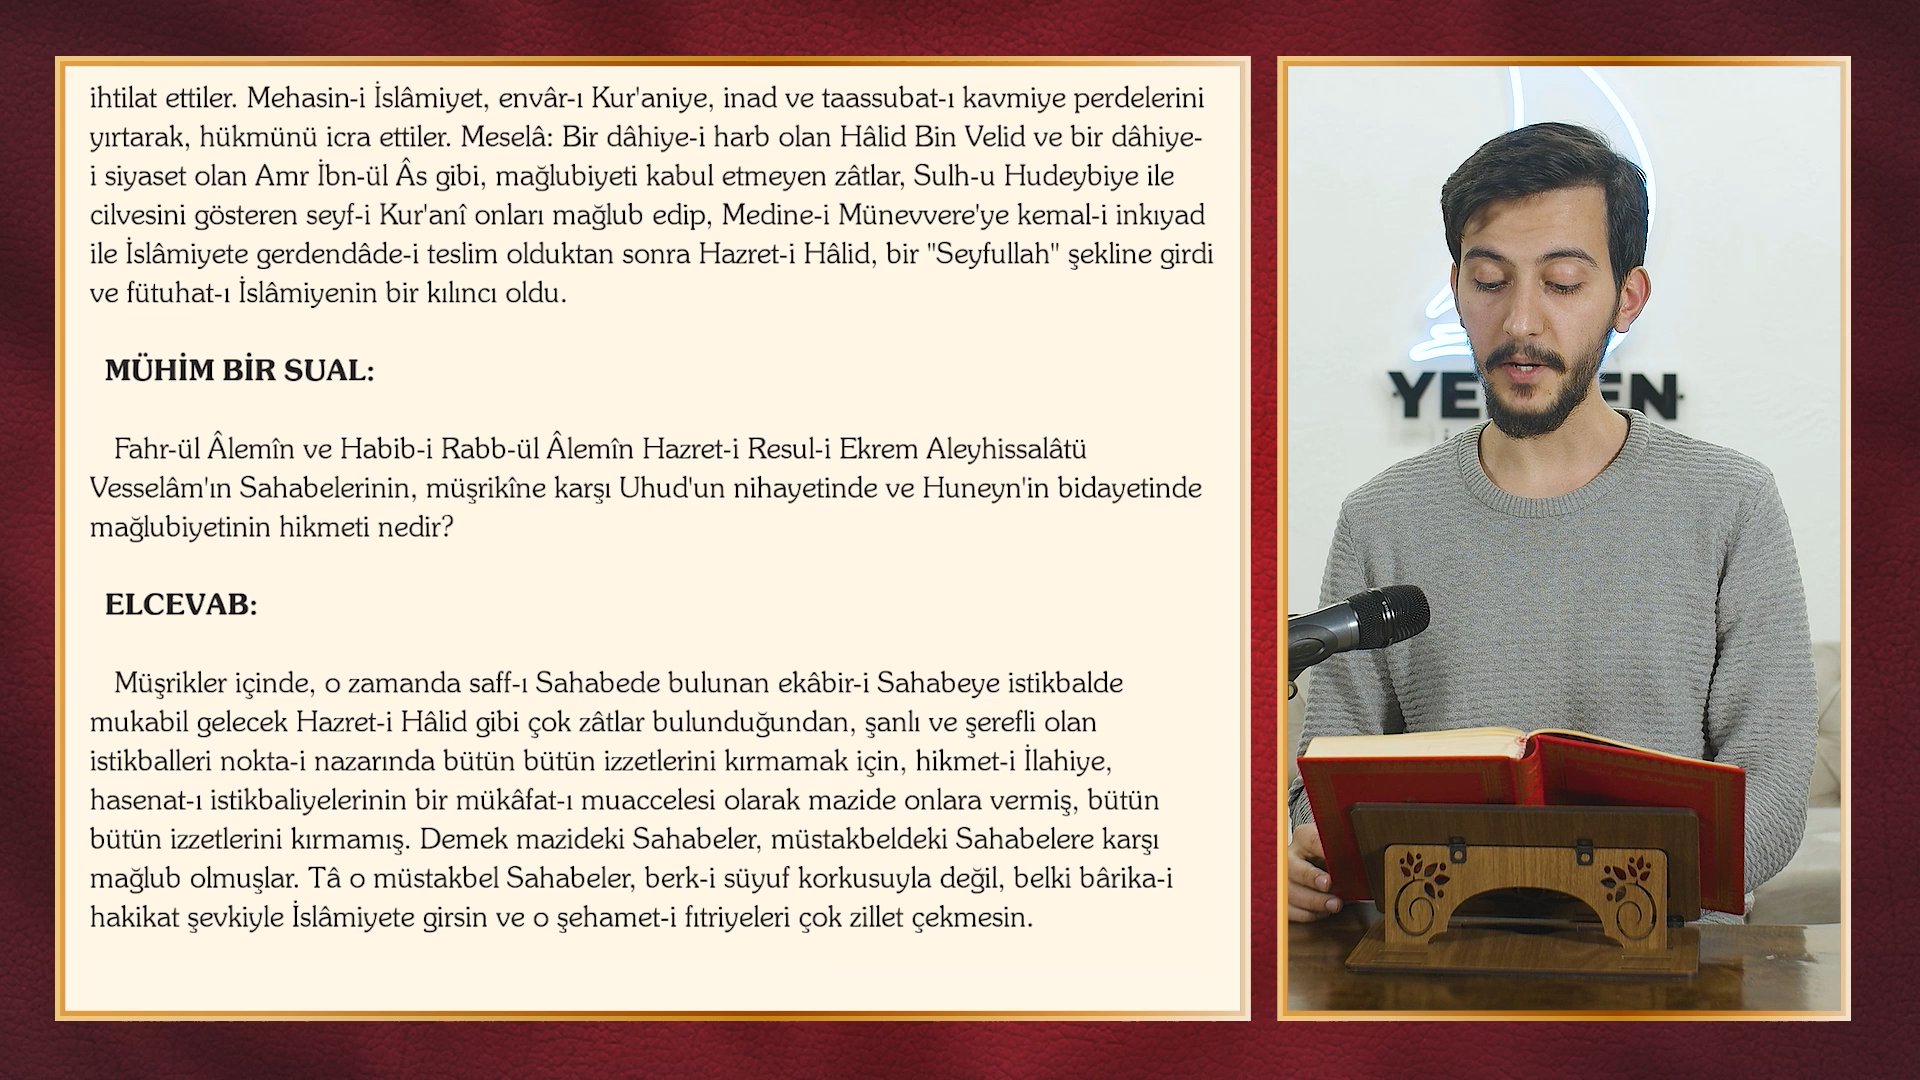 ihtilat ettiler. Mehasin-i İslâmiyet, envâr-ı Kur'aniye, inad ve taassubat-ı kavmiye perdelerini
yırtarak, hükmünü icra ettiler. Meselâ: Bir dâhiye-i harb olan Hâlid Bin Velid ve bir dâhiye-
i siyaset olan Amr İbn-ül Âs gibi, mağlubiyeti kabul etmeyen zâtlar, Sulh-u Hudeybiye ile
cilvesini gösteren seyf-i Kur'anî onları mağlub edip, Medine-i Münevvere'ye kemal-i inkıyad
ile İslâmiyete gerdendâde-i teslim olduktan sonra Hazret-i Hâlid, bir "Seyfullah" şekline girdi
ve fütuhat-ı İslâmiyenin bir kılıncı oldu.
MÜHİM BİR SUAL:
Fahr-ül Âlemîn ve Habib-i Rabb-ül Âlemîn Hazret-i Resul-i Ekrem Aleyhissalâtü
Vesselâm'ın Sahabelerinin, müşrikîne karşı Uhud'un nihayetinde ve Huneyn'in bidayetinde
mağlubiyetinin hikmeti nedir?
ELCEVAB:
Müşrikler içinde, o zamanda saff-ı Sahabede bulunan ekâbir-i Sahabeye istikbalde
mukabil gelecek Hazret-i Hâlid gibi çok zâtlar bulunduğundan, şanlı ve şerefli olan
istikballeri nokta-i nazarında bütün bütün izzetlerini kırmamak için, hikmet-i İlahiye,
hasenat-ı istikbaliyelerinin bir mükâfat-ı muaccelesi olarak mazide onlara vermiş, bütün
bütün izzetlerini kırmamış. Demek mazideki Sahabeler, müstakbeldeki Sahabelere karşı
mağlub olmuşlar. Tâ o müstakbel Sahabeler, berk-i süyuf korkusuyla değil, belki bârika-i
hakikat şevkiyle İslâmiyete girsin ve o şehamet-i fıtriyeleri çok zillet çekmesin.